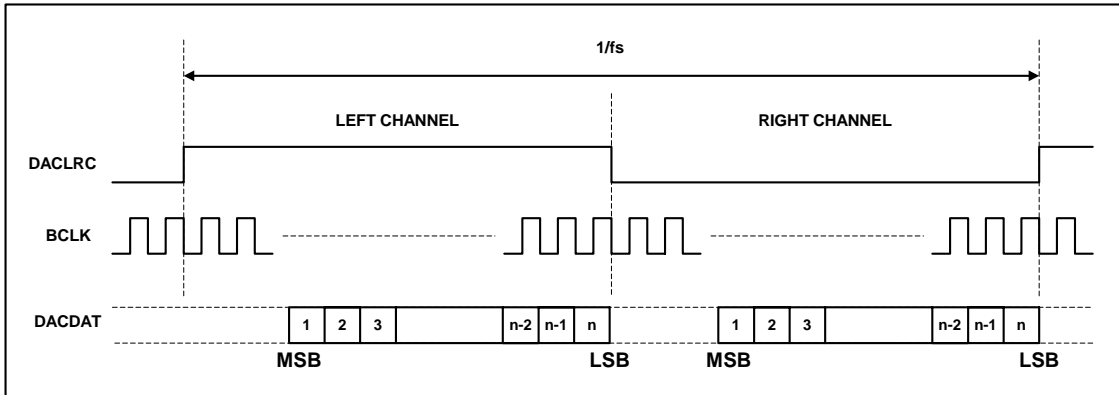 1/fs
LEFT CHANNEL RIGHT CHANNEL
DACLRC
BCLK
DACDAT
1 2 3 n-2 n-1 n 1 2 3 n-2 n-1 n
MSB LSB MSB LSB